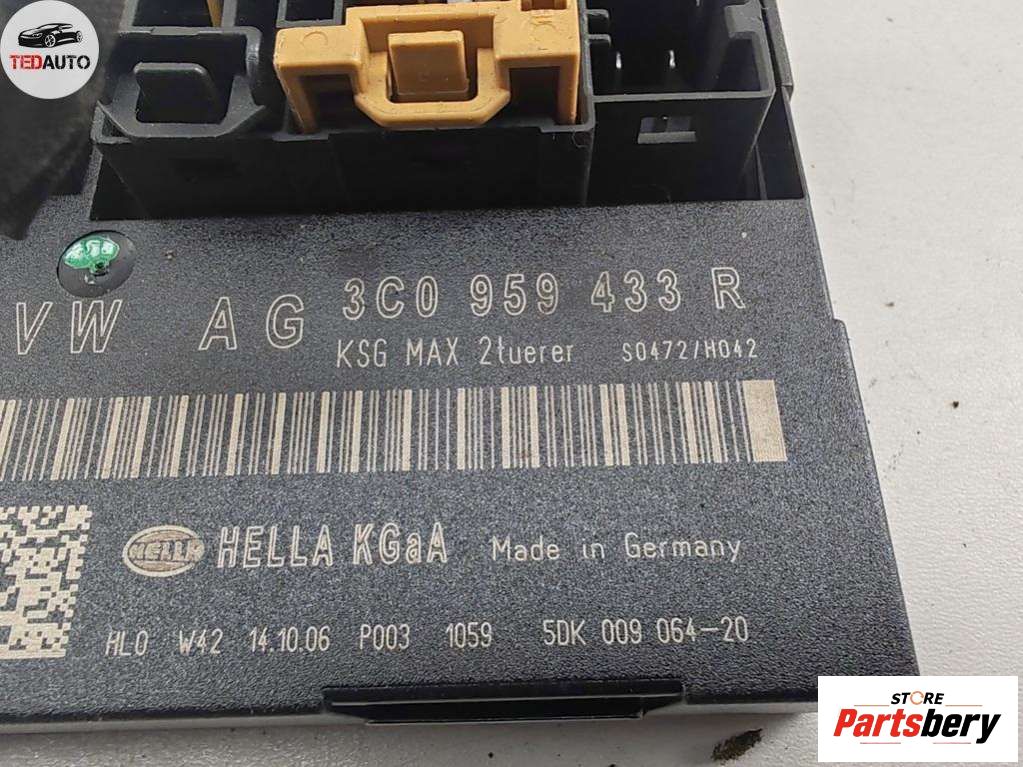 TEDAUTO
VW AG 3C0 959 433 R
KSG MAX 2tuerer S0472/H042
HELLA HELLA KGaA Made in Germany
HLO W42 14.10.06 P003 1059 5DK 009 064-20
STORE
Partsbery